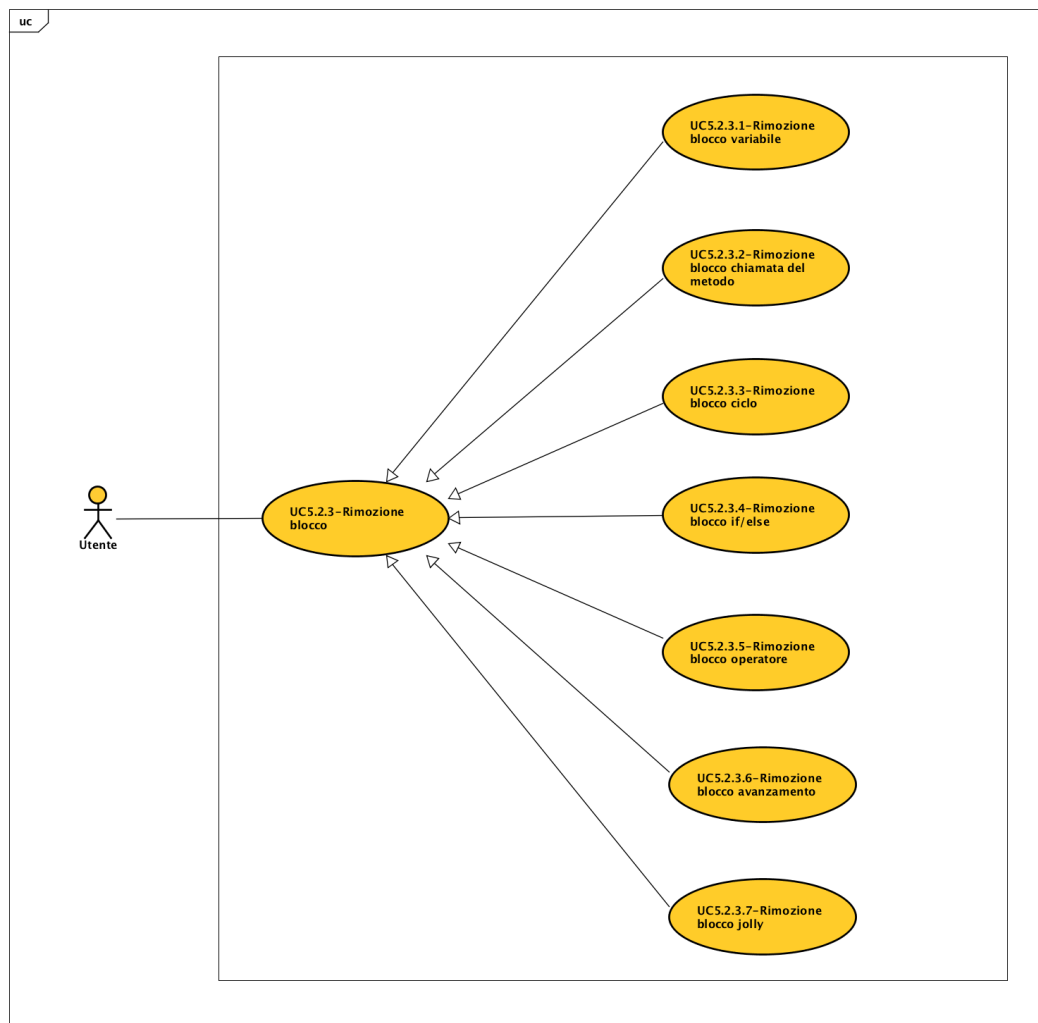 uc
UC5.2.3.1-Rimozione
blocco variabile
UC5.2.3.2-Rimozione
blocco chiamata del
metodo
UC5.2.3.3-Rimozione
blocco ciclo
UC5.2.3-Rimozione
blocco
UC5.2.3.4-Rimozione
blocco if/else
Utente
UC5.2.3.5-Rimozione
blocco operatore
UC5.2.3.6-Rimozione
blocco avanzamento
UC5.2.3.7-Rimozione
blocco jolly